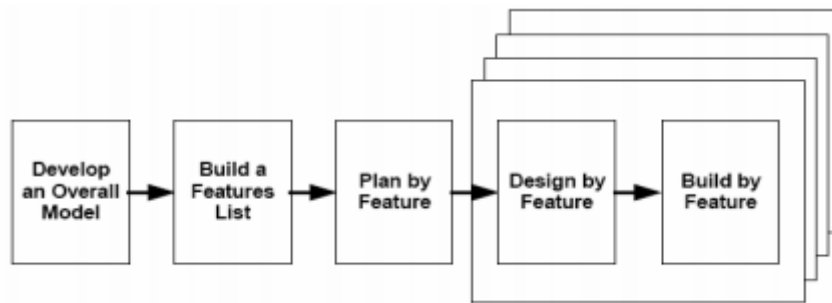 Develop
an Overall
Model
Build a
Features
List
Plan by
Feature
Design by
Feature
Build by
Feature